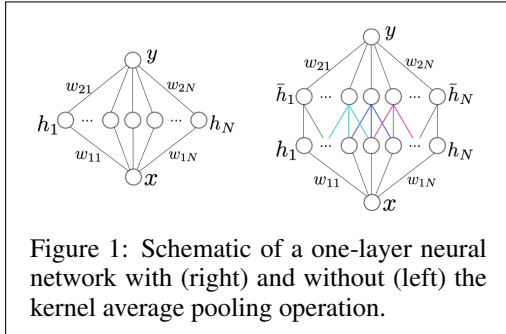 y y
w₂₁ w₂N w₂₁ w₂N
h̄₁ ... ... h̄N
h₁ ... ... hN h₁ ... ... hN
w₁₁ w₁N w₁₁ w₁N
x x
Figure 1: Schematic of a one-layer neural
network with (right) and without (left) the
kernel average pooling operation.